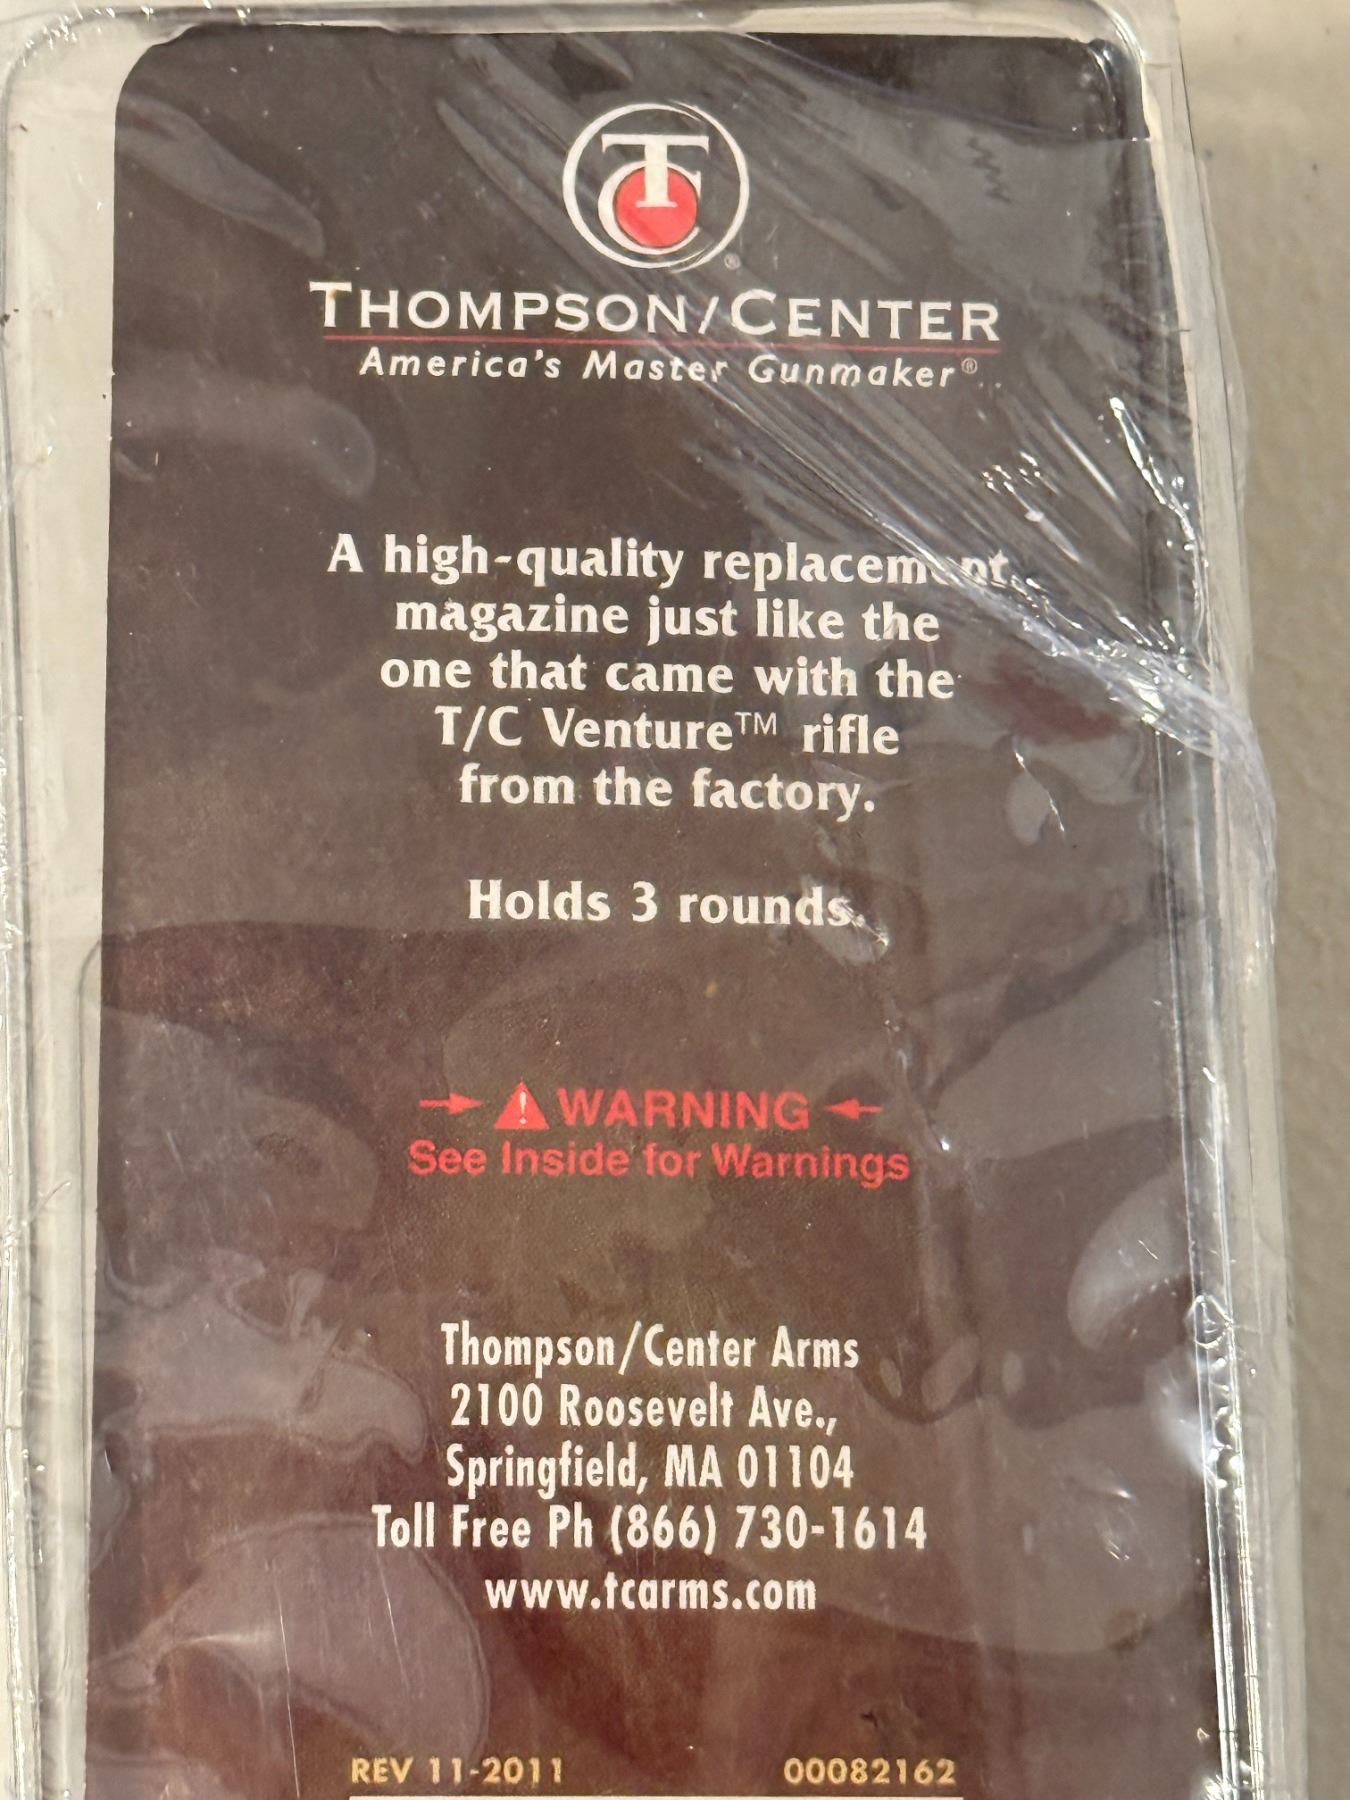 TC®
THOMPSON/CENTER
America's Master Gunmaker®
A high-quality replacement
magazine just like the
one that came with the
T/C Venture™ rifle
from the factory.
Holds 3 rounds.
WARNING
See Inside for Warnings
Thompson/Center Arms
2100 Roosevelt Ave.,
Springfield, MA 01104
Toll Free Ph (866) 730-1614
www.tcarms.com
REV 11-2011 00082162